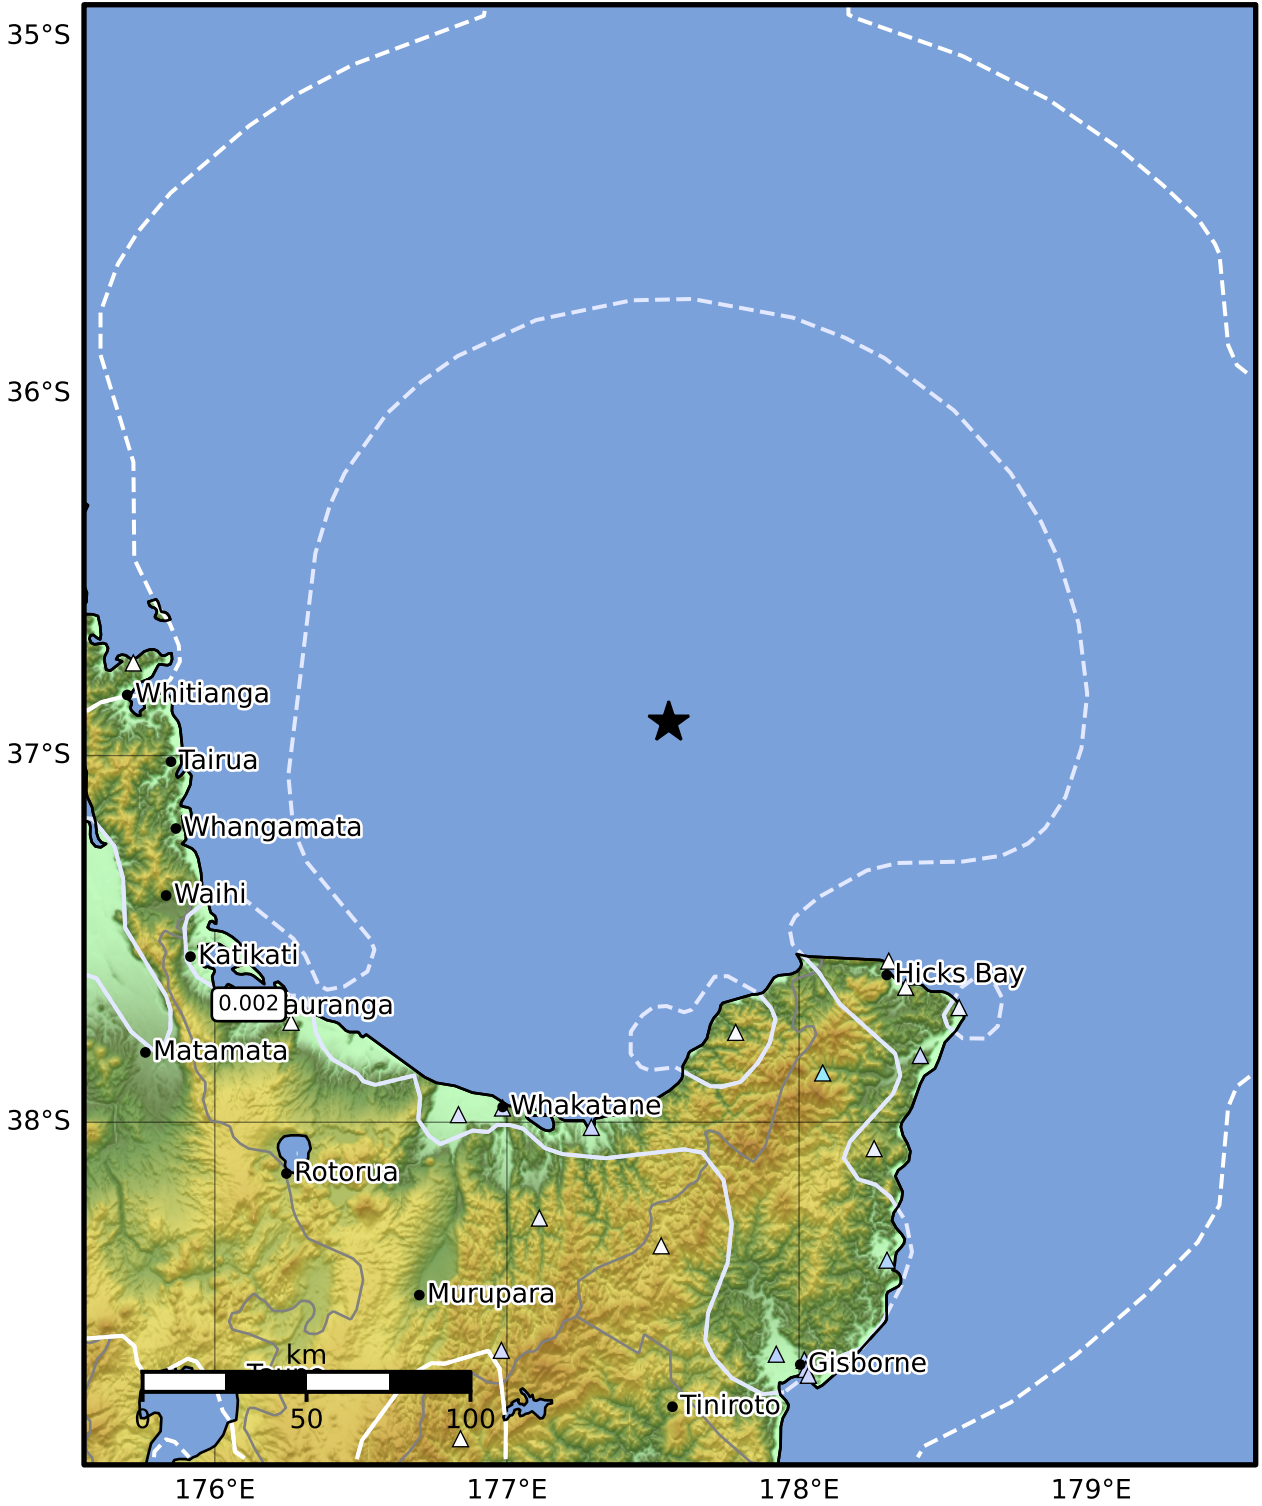 35°S
36°S
Whitianga
37°S
Tairua
Whangamata
Waihi
Katikati
Hicks Bay
0.002
auranga
Matamata
38°S
Whakatane
Rotorua
Murupara
km
Gisborne
Tiniroto
0
50
100
176°E
177°E
178°E
179°E